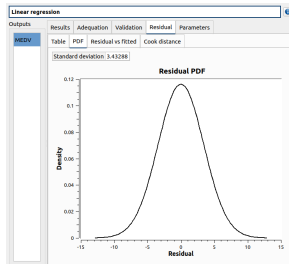 Linear regression
Outputs
Residual Adequation Validation Residual Parameters
MEDV
Table PDF Residual vs fitted Cook distance
Standard deviation 3.43288
Residual PDF
0.12
0.1
0.08
0.06
0.04
0.02
0
Density
-15 -10 -5 0 5 10 15
Residual